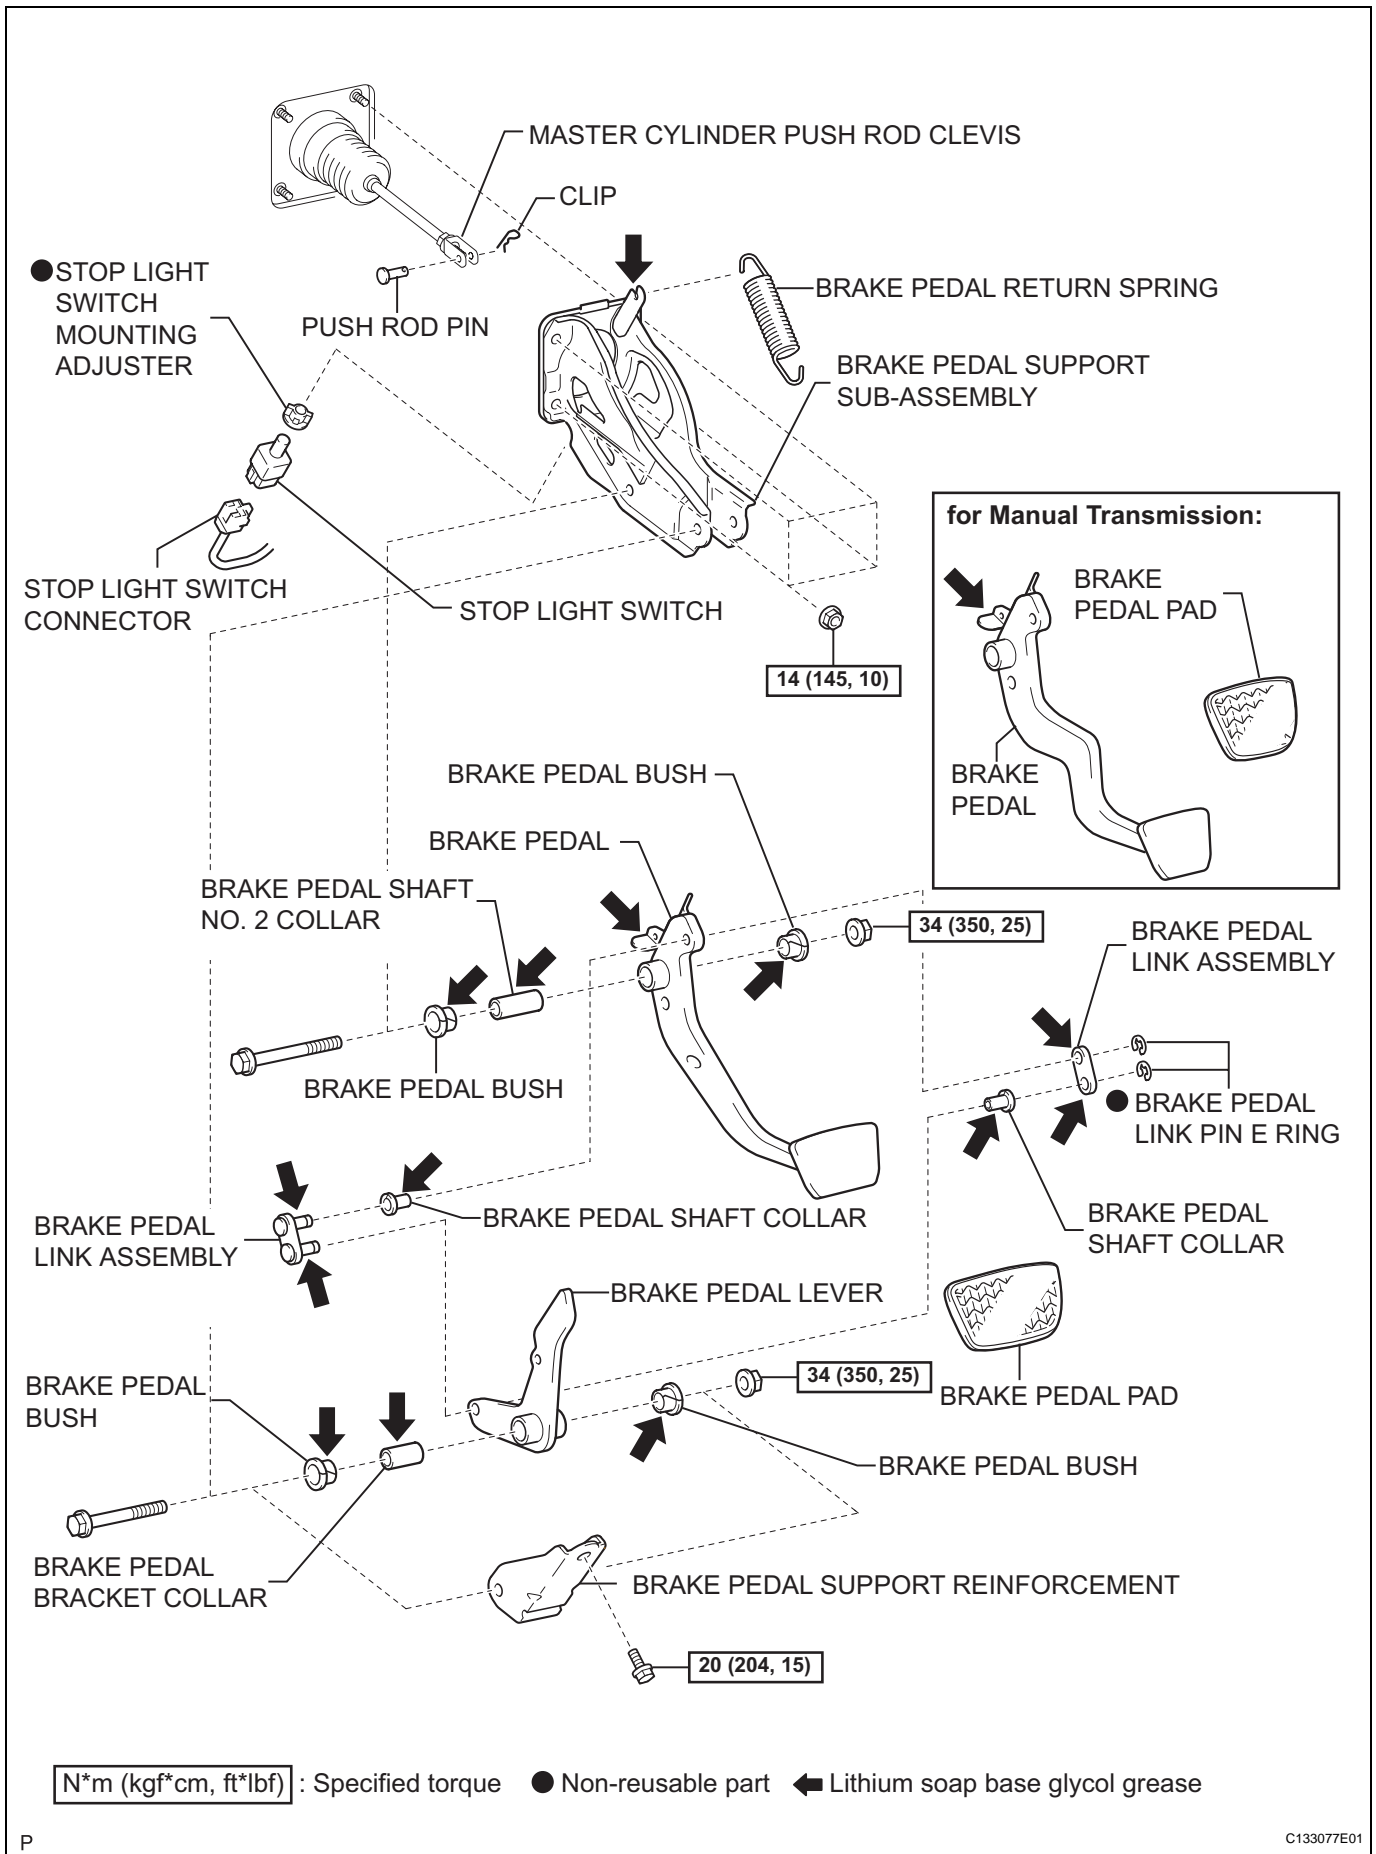 MASTER CYLINDER PUSH ROD CLEVIS
CLIP
●STOP LIGHT
SWITCH
MOUNTING
ADJUSTER
PUSH ROD PIN
BRAKE PEDAL RETURN SPRING
BRAKE PEDAL SUPPORT
SUB-ASSEMBLY
STOP LIGHT SWITCH
CONNECTOR
STOP LIGHT SWITCH
14 (145, 10)
for Manual Transmission:
BRAKE
PEDAL PAD
BRAKE
PEDAL
BRAKE PEDAL BUSH
BRAKE PEDAL
BRAKE PEDAL SHAFT
NO. 2 COLLAR
34 (350, 25)
BRAKE PEDAL
LINK ASSEMBLY
BRAKE PEDAL BUSH
● BRAKE PEDAL
LINK PIN E RING
BRAKE PEDAL
LINK ASSEMBLY
BRAKE PEDAL SHAFT COLLAR
BRAKE PEDAL
SHAFT COLLAR
BRAKE PEDAL LEVER
34 (350, 25)
BRAKE PEDAL PAD
BRAKE PEDAL
BUSH
BRAKE PEDAL BUSH
BRAKE PEDAL
BRACKET COLLAR
BRAKE PEDAL SUPPORT REINFORCEMENT
20 (204, 15)
N*m (kgf*cm, ft*lbf) : Specified torque ● Non-reusable part Lithium soap base glycol grease
P
C133077E01